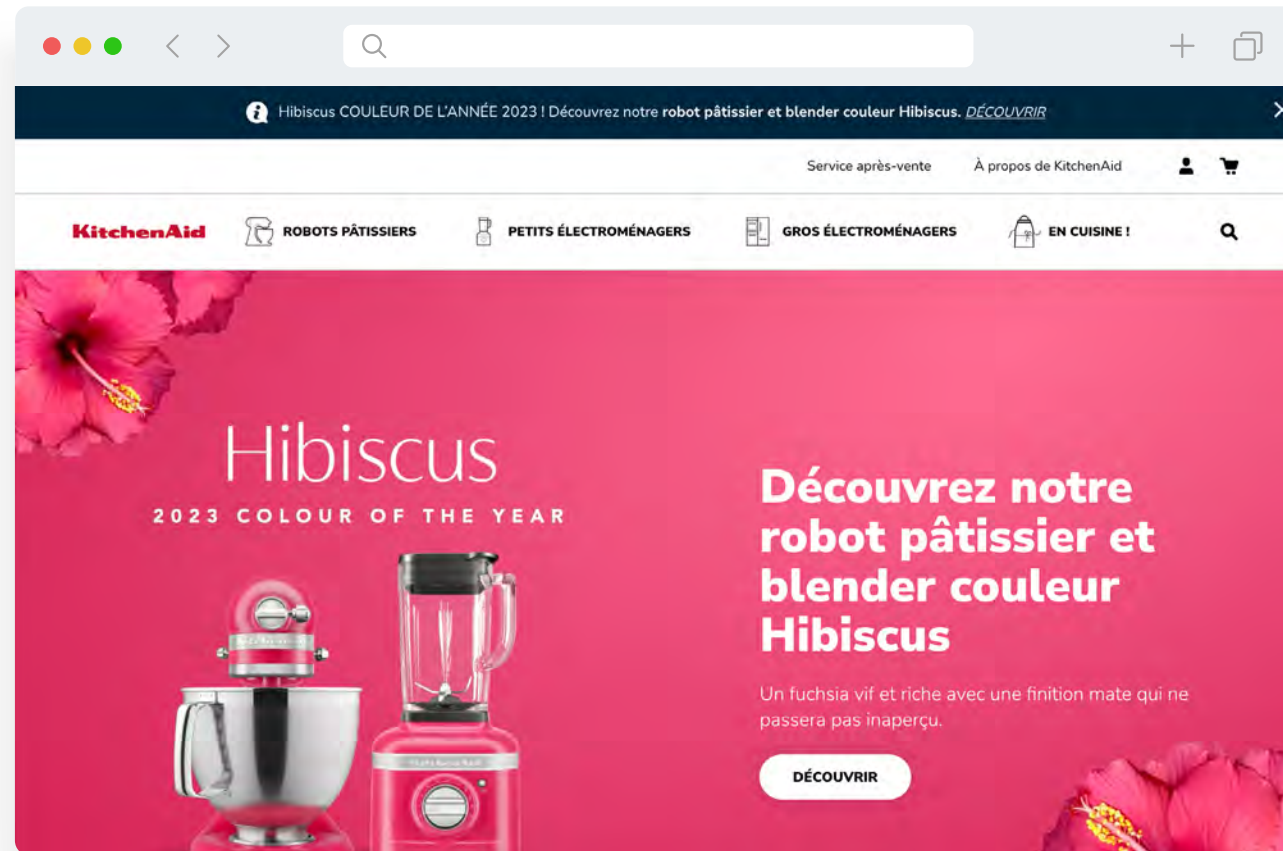 Hibiscus COULEUR DE L'ANNÉE 2023 ! Découvrez notre robot pâtissier et blender couleur Hibiscus. DÉCOUVRIR
Service après-vente À propos de KitchenAid
KitchenAid ROBOTS PÂTISSIERS PETITS ÉLECTROMÉNAGERS GROS ÉLECTROMÉNAGERS EN CUISINE !
Hibiscus
2023 COLOUR OF THE YEAR
Découvrez notre
robot pâtissier et
blender couleur
Hibiscus
Un fuchsia vif et riche avec une finition mate qui ne
passera pas inaperçu.
DÉCOUVRIR